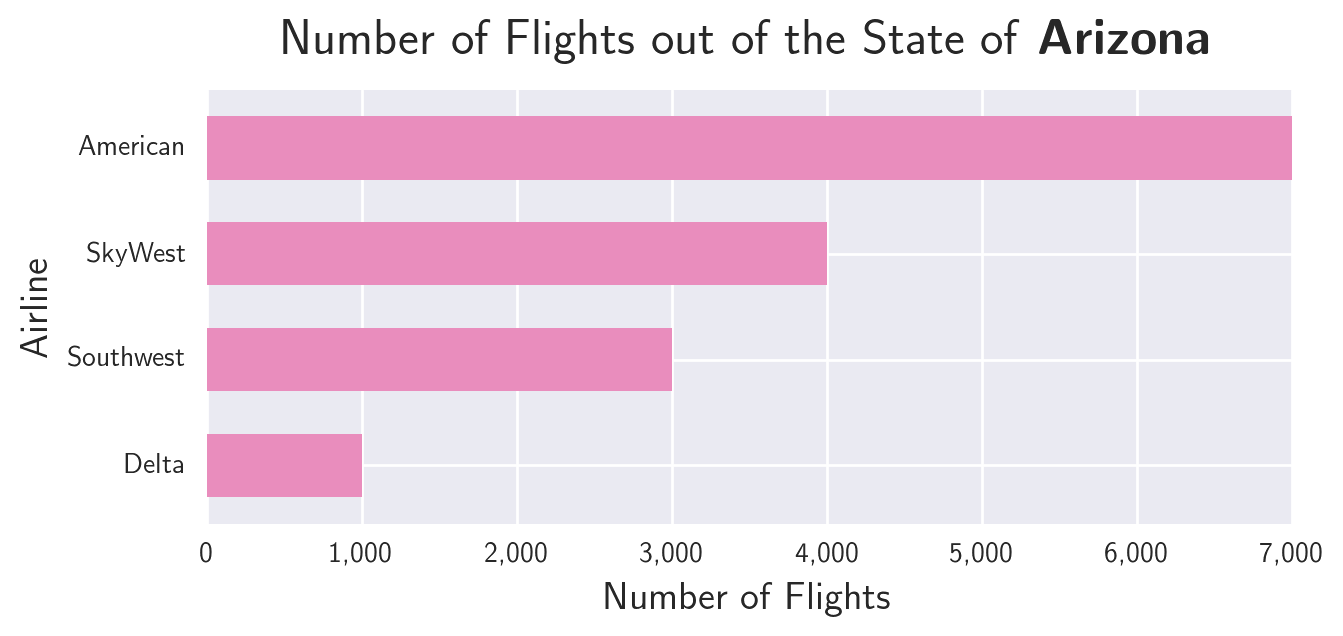 Number of Flights out of the State of Arizona
American
SkyWest
Southwest
Delta
Airline
0 1,000 2,000 3,000 4,000 5,000 6,000 7,000
Number of Flights